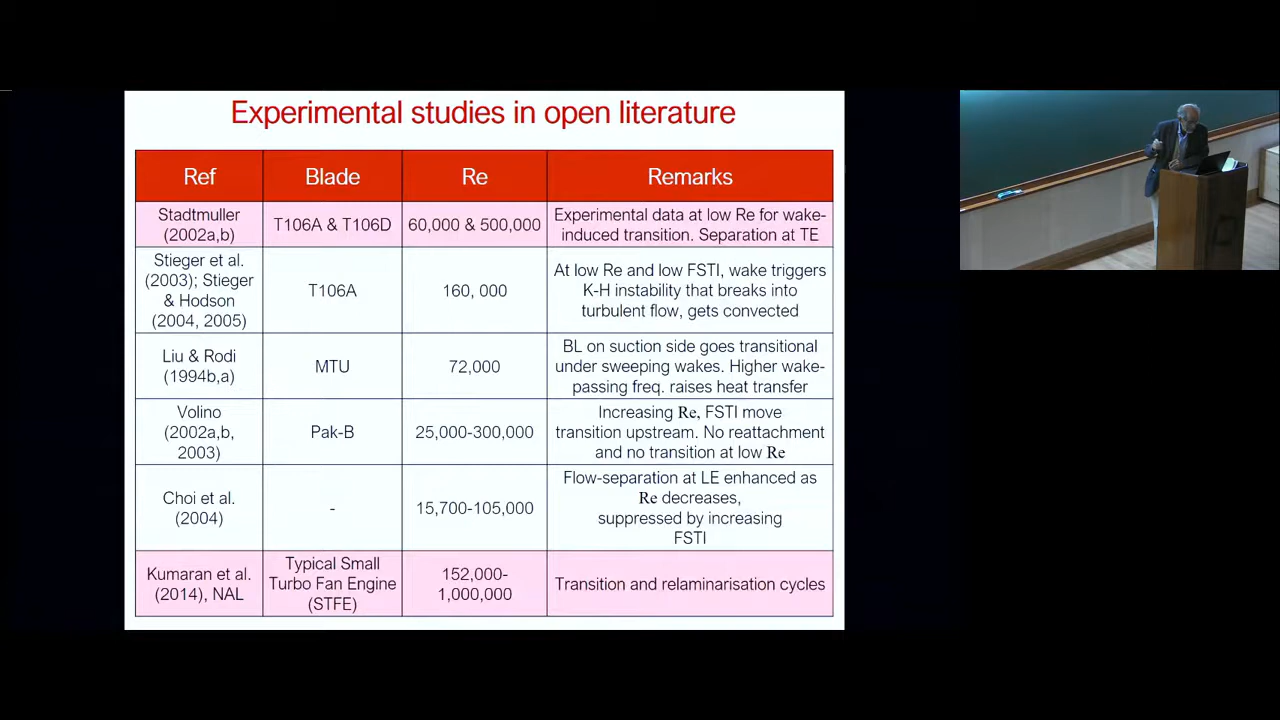 Experimental studies in open literature
Ref Blade Re Remarks
Stadtmuller
(2002a,b)
T106A & T106D
60,000 & 500,000
Experimental data at low Re for wake-
induced transition. Separation at TE
Stieger et al.
(2003); Stieger
& Hodson
(2004, 2005)
T106A
160, 000
At low Re and low FSTI, wake triggers
K-H instability that breaks into
turbulent flow, gets convected
Liu & Rodi
(1994b,a)
MTU
72,000
BL on suction side goes transitional
under sweeping wakes. Higher wake-
passing freq. raises heat transfer
Volino
(2002a,b,
2003)
Pak-B
25,000-300,000
Increasing Re, FSTI move
transition upstream. No reattachment
and no transition at low Re
Choi et al.
(2004)
-
15,700-105,000
Flow-separation at LE enhanced as
Re decreases,
suppressed by increasing
FSTI
Kumaran et al.
(2014), NAL
Typical Small
Turbo Fan Engine
(STFE)
152,000-
1,000,000
Transition and relaminarisation cycles